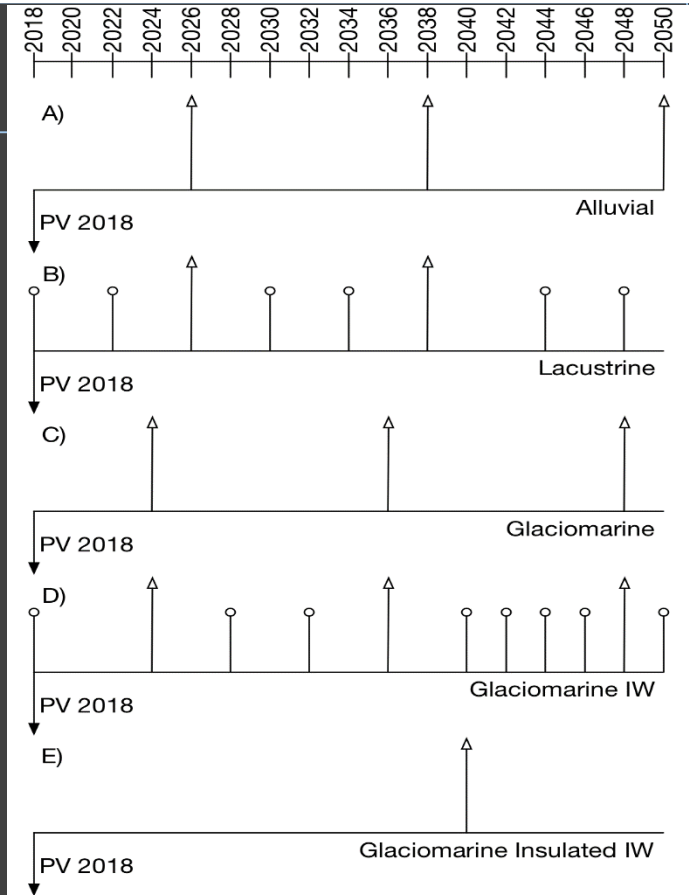 2018 2020 2022 2024 2026 2028 2030 2032 2034 2036 2038 2040 2042 2044 2046 2048 2050
A)
Alluvial
PV 2018
B)
Lacustrine
PV 2018
C)
Glaciomarine
PV 2018
D)
Glaciomarine IW
PV 2018
E)
Glaciomarine Insulated IW
PV 2018